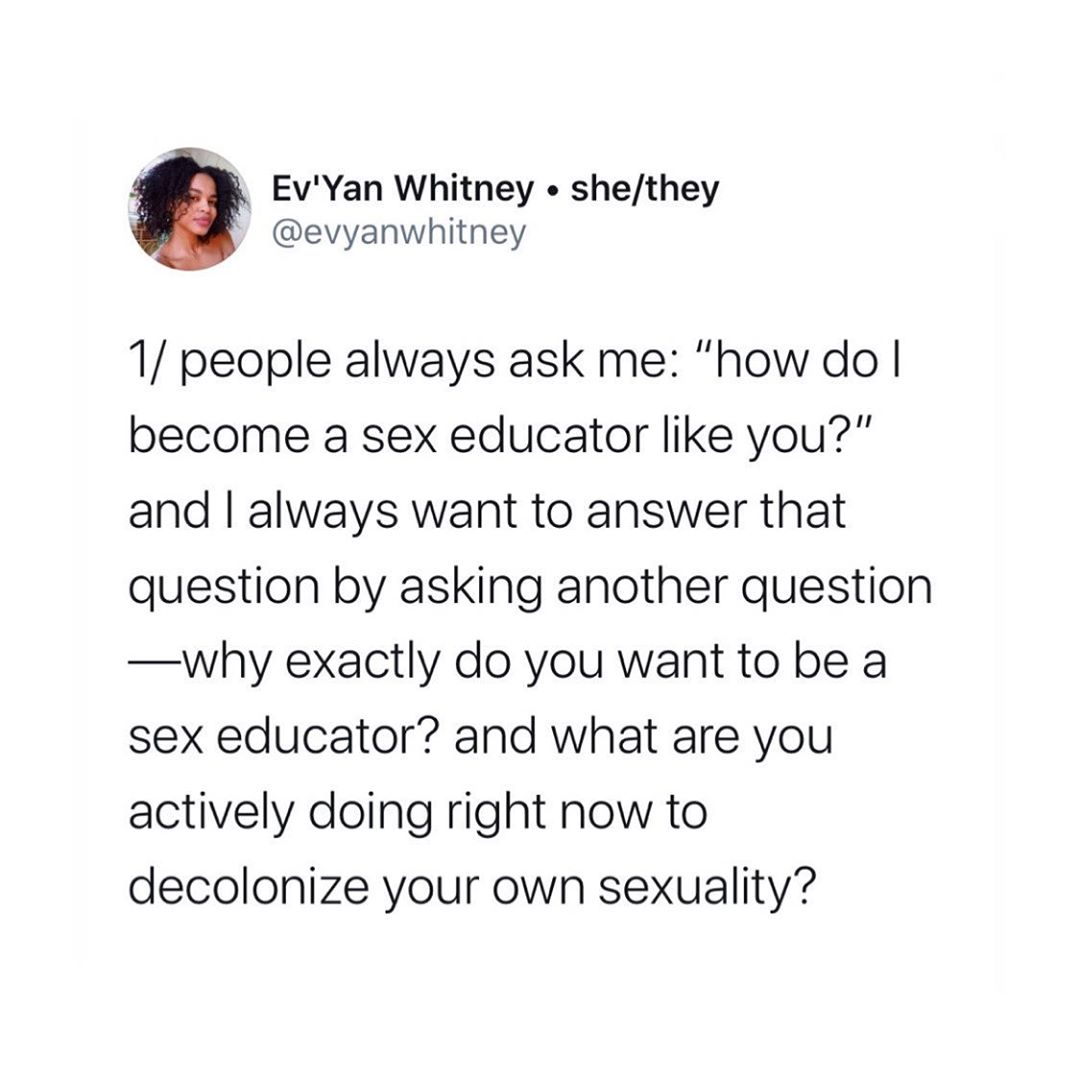 Ev'Yan Whitney • she/they
@evyanwhitney
1/ people always ask me: “how do I
become a sex educator like you?”
and I always want to answer that
question by asking another question
—why exactly do you want to be a
sex educator? and what are you
actively doing right now to
decolonize your own sexuality?